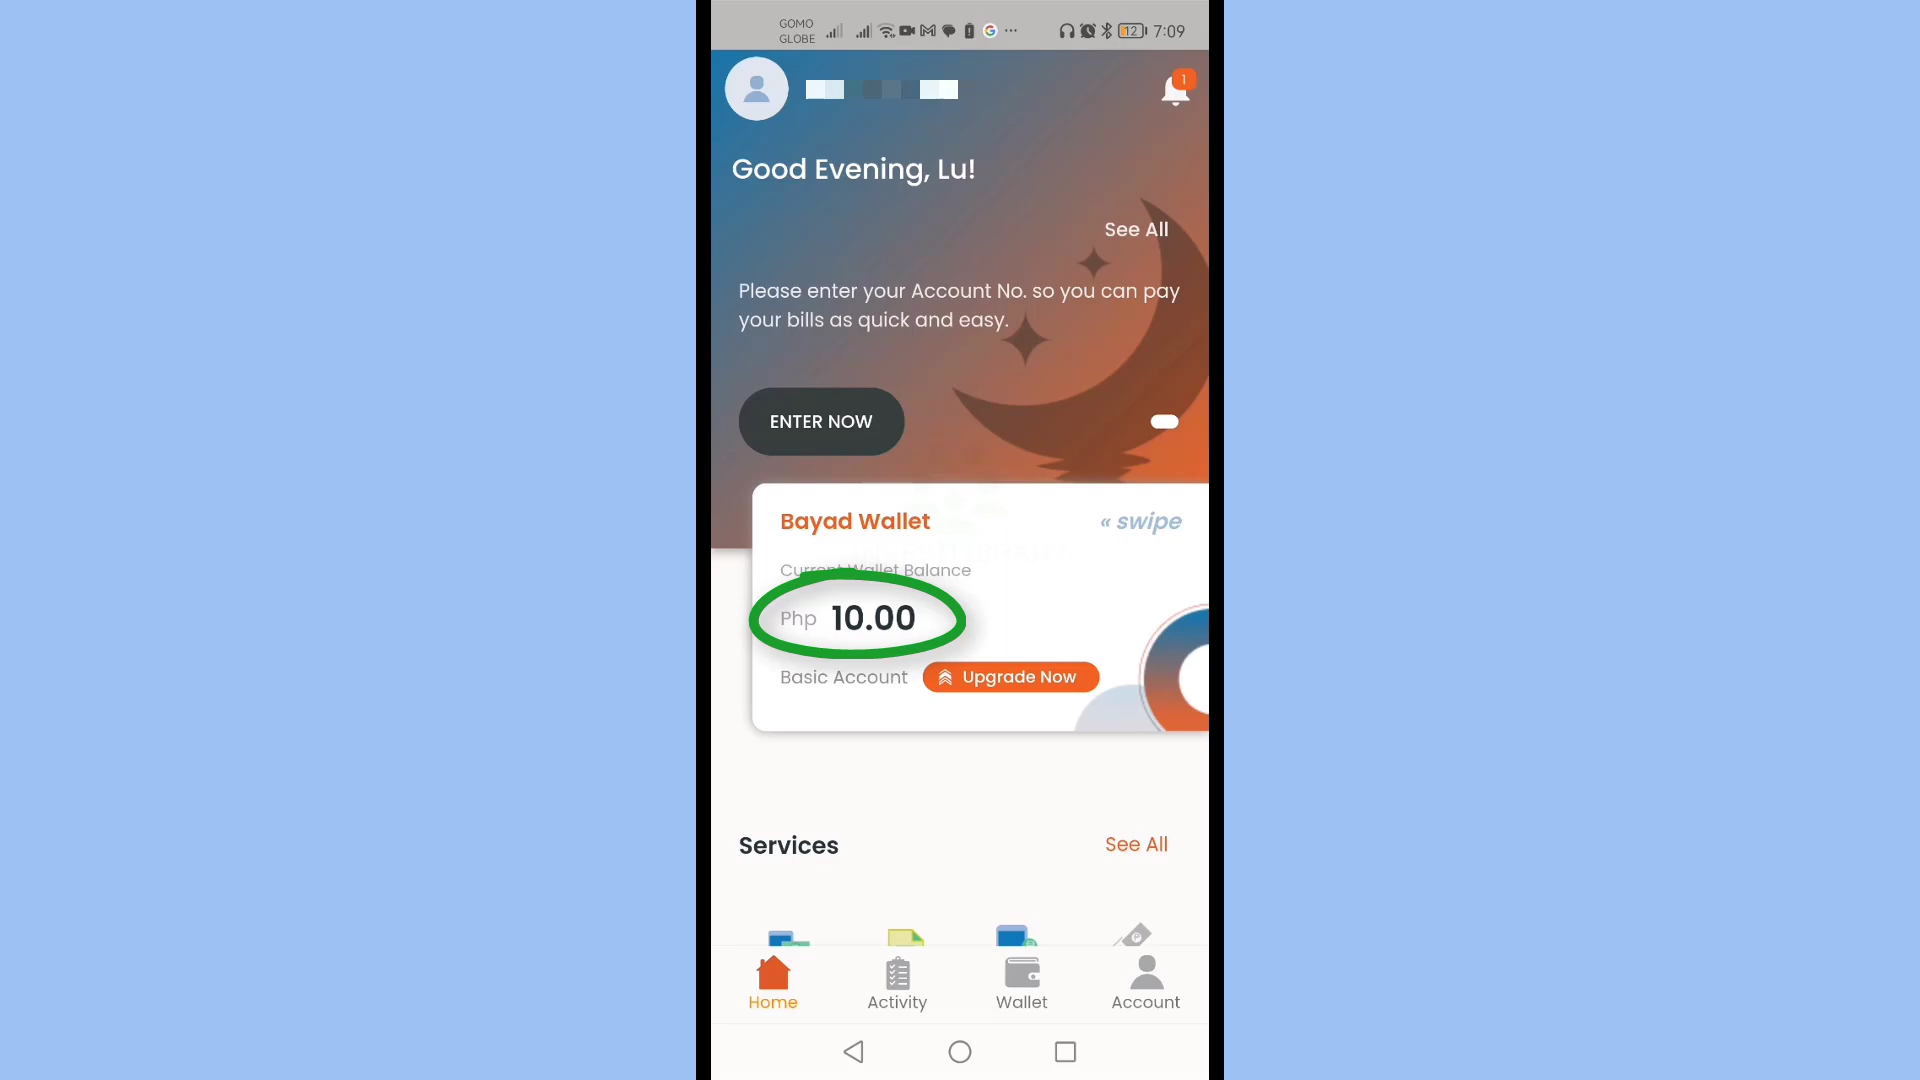 GOMO
GLOBE
12 7:09
1
Good Evening, Lu!
See All
Please enter your Account No. so you can pay
your bills as quick and easy.
ENTER NOW
Bayad Wallet
« swipe
Current Wallet Balance
Php 10.00
Basic Account
Upgrade Now
Services
See All
Home
Activity
Wallet
Account